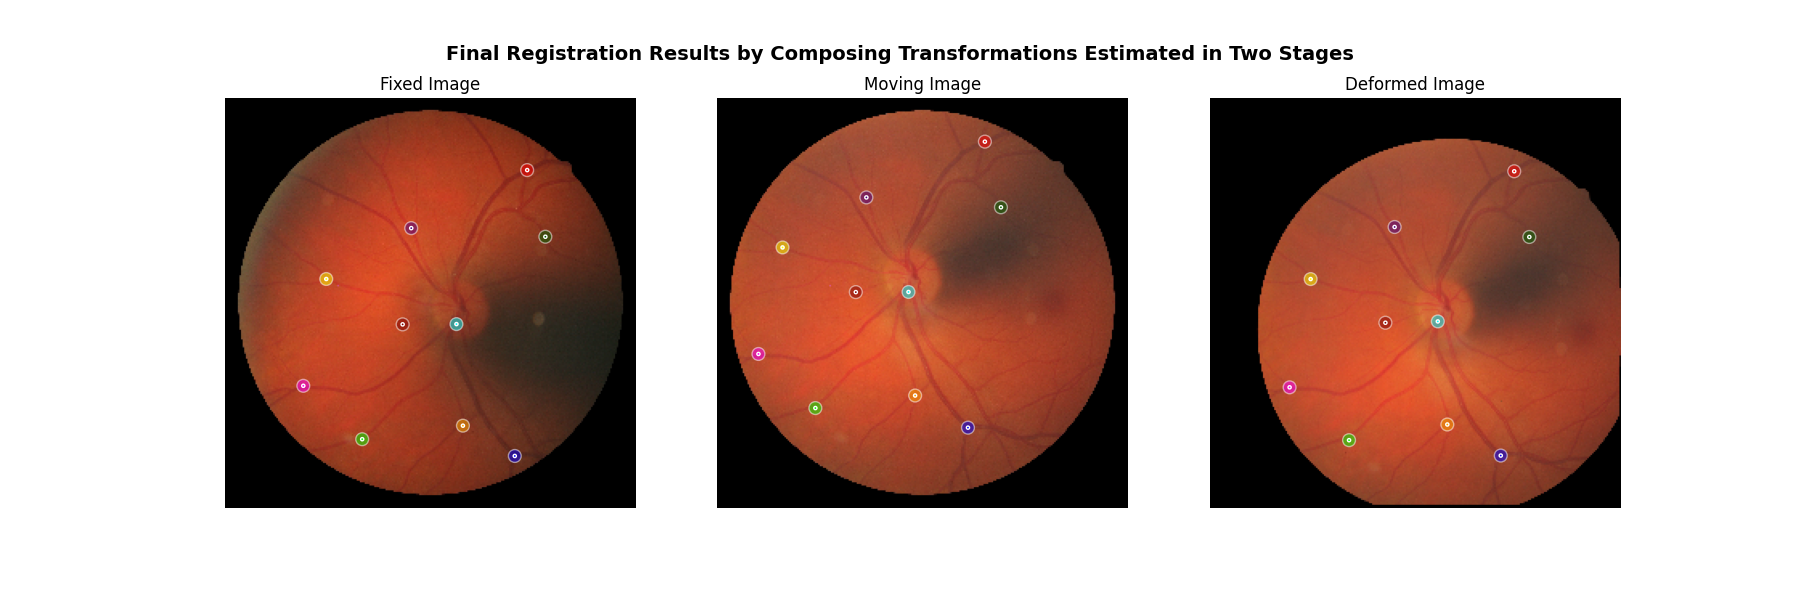 Final Registration Results by Composing Transformations Estimated in Two Stages
Fixed Image
Moving Image
Deformed Image